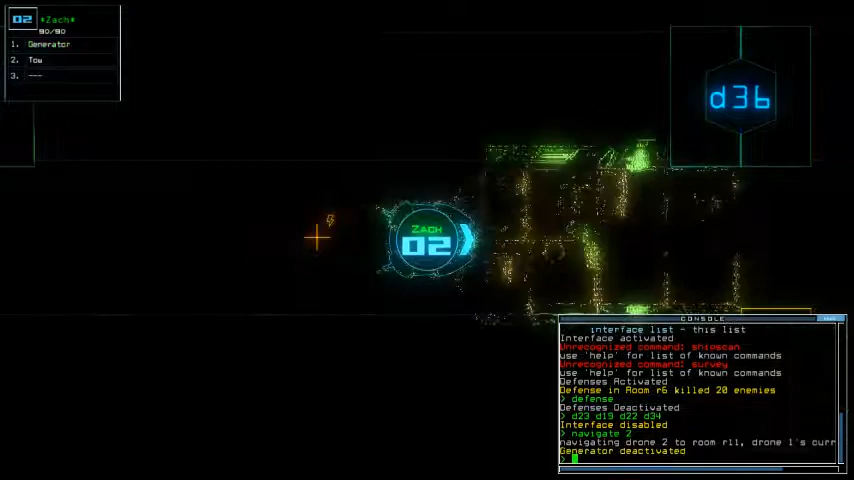 02 *Zach*
90/90
1. Generator
2. Tow
3. ---
d36
Zach
02
CONSOLE
interface list - this list
Interface activated
Unrecognized command: shipscan
use 'help' for list of known commands
Unrecognized command: survey
use 'help' for list of known commands
Defenses Activated
Defense in Room r6 killed 20 enemies
> defense
Defenses Deactivated
> d23 d19 d22 d34
Interface disabled
> navigate 2
navigating drone 2 to room r11, drone 1's curr
Generator deactivated
>